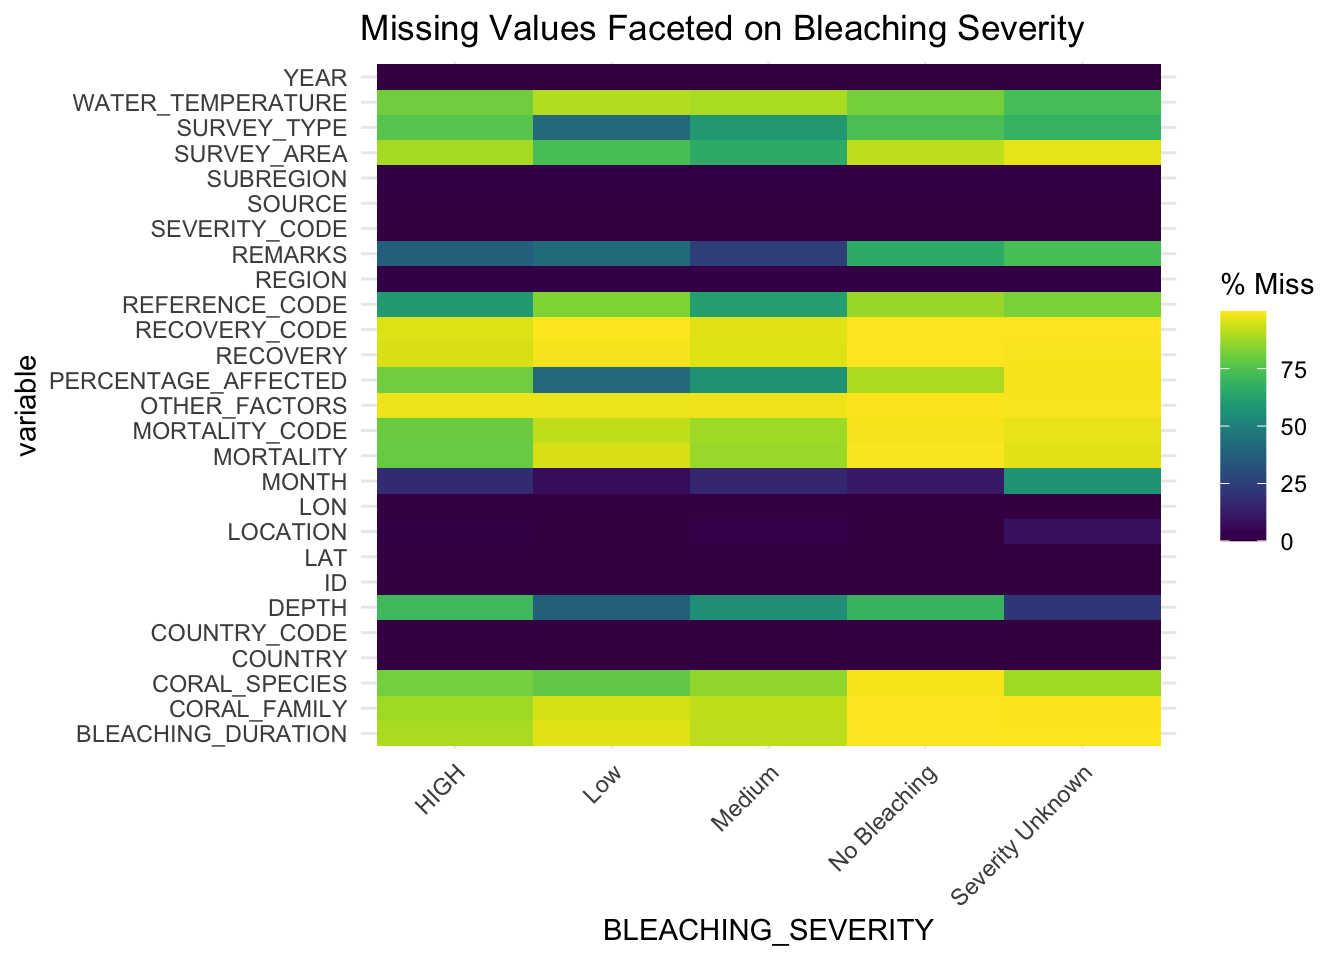 Missing Values Faceted on Bleaching Severity
variable
YEAR
WATER_TEMPERATURE
SURVEY_TYPE
SURVEY_AREA
SUBREGION
SOURCE
SEVERITY_CODE
REMARKS
REGION
REFERENCE_CODE
RECOVERY_CODE
RECOVERY
PERCENTAGE_AFFECTED
OTHER_FACTORS
MORTALITY_CODE
MORTALITY
MONTH
LON
LOCATION
LAT
ID
DEPTH
COUNTRY_CODE
COUNTRY
CORAL_SPECIES
CORAL_FAMILY
BLEACHING_DURATION
HIGH
Low
Medium
No Bleaching
Severity Unknown
BLEACHING_SEVERITY
% Miss
75
50
25
0